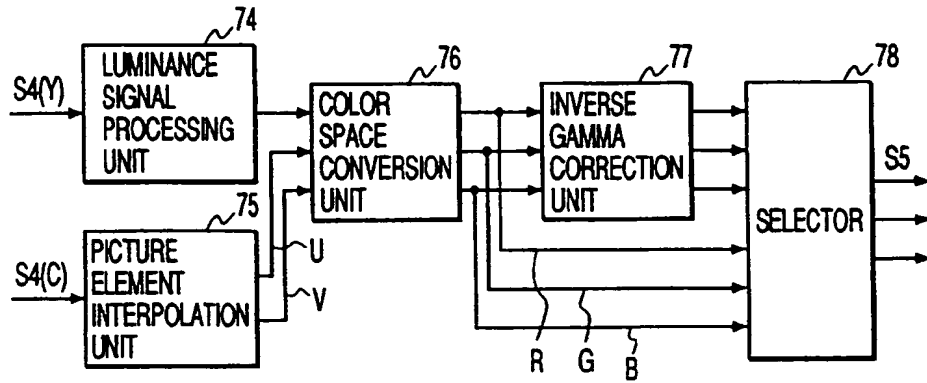 74
LUMINANCE
SIGNAL
PROCESSING
UNIT
S4(Y)
75
PICTURE
ELEMENT
INTERPOLATION
UNIT
S4(C)
U
V
76
COLOR
SPACE
CONVERSION
UNIT
77
INVERSE
GAMMA
CORRECTION
UNIT
R
G
B
78
SELECTOR
S5